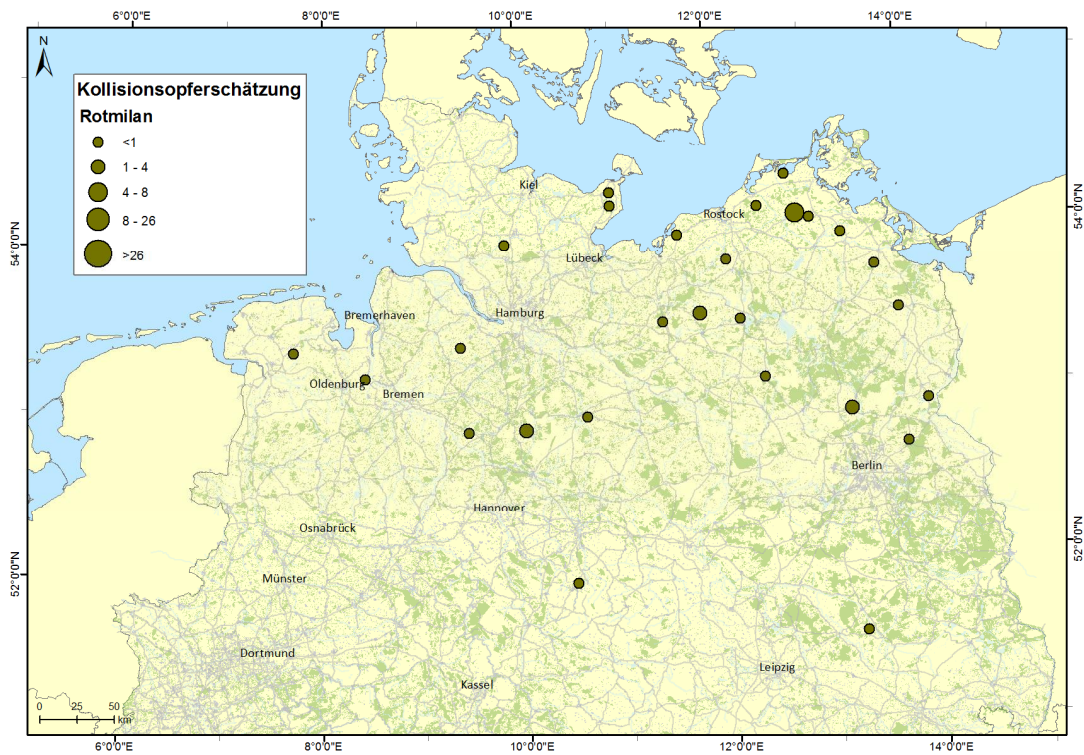 6°0'0"E 8°0'0"E 10°0'0"E 12°0'0"E 14°0'0"E
N
Kollisionsopferschätzung
Rotmilan
<1
1 - 4
4 - 8
8 - 26
>26
Kiel
Rostock
54°0'0"N
54°0'0"N
Lübeck
Bremerhaven
Hamburg
Oldenburg
Bremen
Berlin
Hannover
Osnabrück
52°0'0"N
52°0'0"N
Münster
Dortmund
Leipzig
Kassel
0 25 50
km
6°0'0"E 8°0'0"E 10°0'0"E 12°0'0"E 14°0'0"E